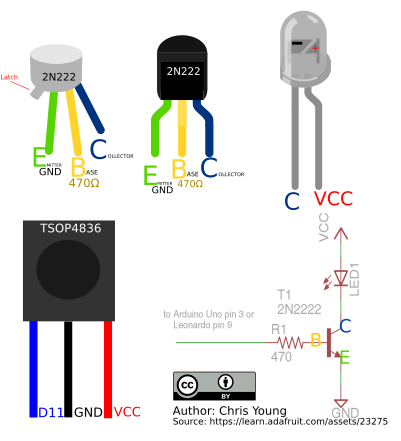 Latch
2N222
E
MITTER
GND
B
ASE
470Ω
C
OLLECTOR
2N222
E
MITTER
GND
B
ASE
470Ω
C
OLLECTOR
C
VCC
TSOP4836
D11
GND
VCC
VCC
LED1
T1
2N2222
to Arduino Uno pin 3 or
Leonardo pin 9
R1
470
B
C
E
GND
cc
BY
Author: Chris Young
Source: https://learn.adafruit.com/assets/23275